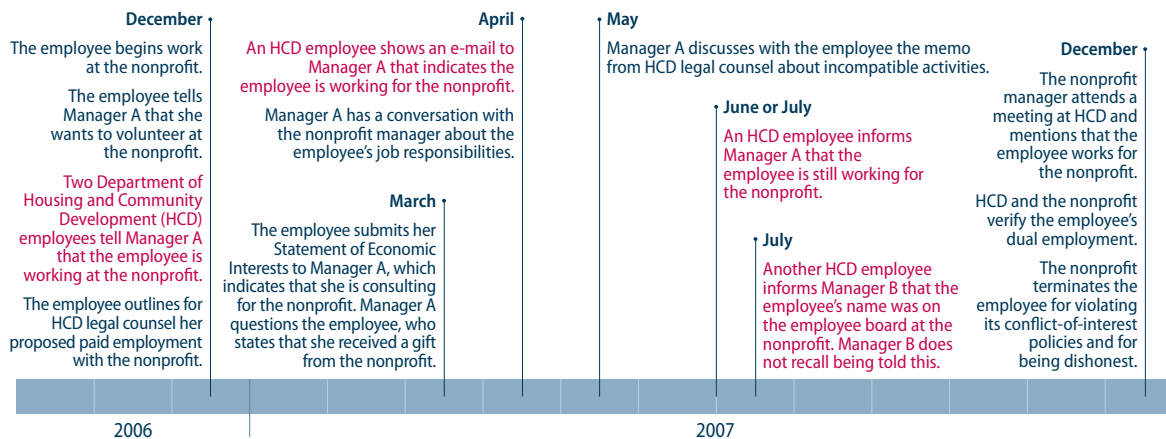 December
The employee begins work
at the nonprofit.
The employee tells
Manager A that she
wants to volunteer at
the nonprofit.
Two Department of
Housing and Community
Development (HCD)
employees tell Manager A
that the employee is
working at the nonprofit.
The employee outlines for
HCD legal counsel her
proposed paid employment
with the nonprofit.
April
An HCD employee shows an e-mail to
Manager A that indicates the
employee is working for the nonprofit.
Manager A has a conversation with
the nonprofit manager about the
employee’s job responsibilities.
March
The employee submits her
Statement of Economic
Interests to Manager A, which
indicates that she is consulting
for the nonprofit. Manager A
questions the employee, who
states that she received a gift
from the nonprofit.
May
Manager A discusses with the employee the memo
from HCD legal counsel about incompatible activities.
June or July
An HCD employee informs
Manager A that the
employee is still working for
the nonprofit.
July
Another HCD employee
informs Manager B that the
employee’s name was on
the employee board at the
nonprofit. Manager B does
not recall being told this.
December
The nonprofit
manager attends a
meeting at HCD and
mentions that the
employee works for
the nonprofit.
HCD and the nonprofit
verify the employee’s
dual employment.
The nonprofit
terminates the
employee for violating
its conflict-of-interest
policies and for
being dishonest.
2006
2007